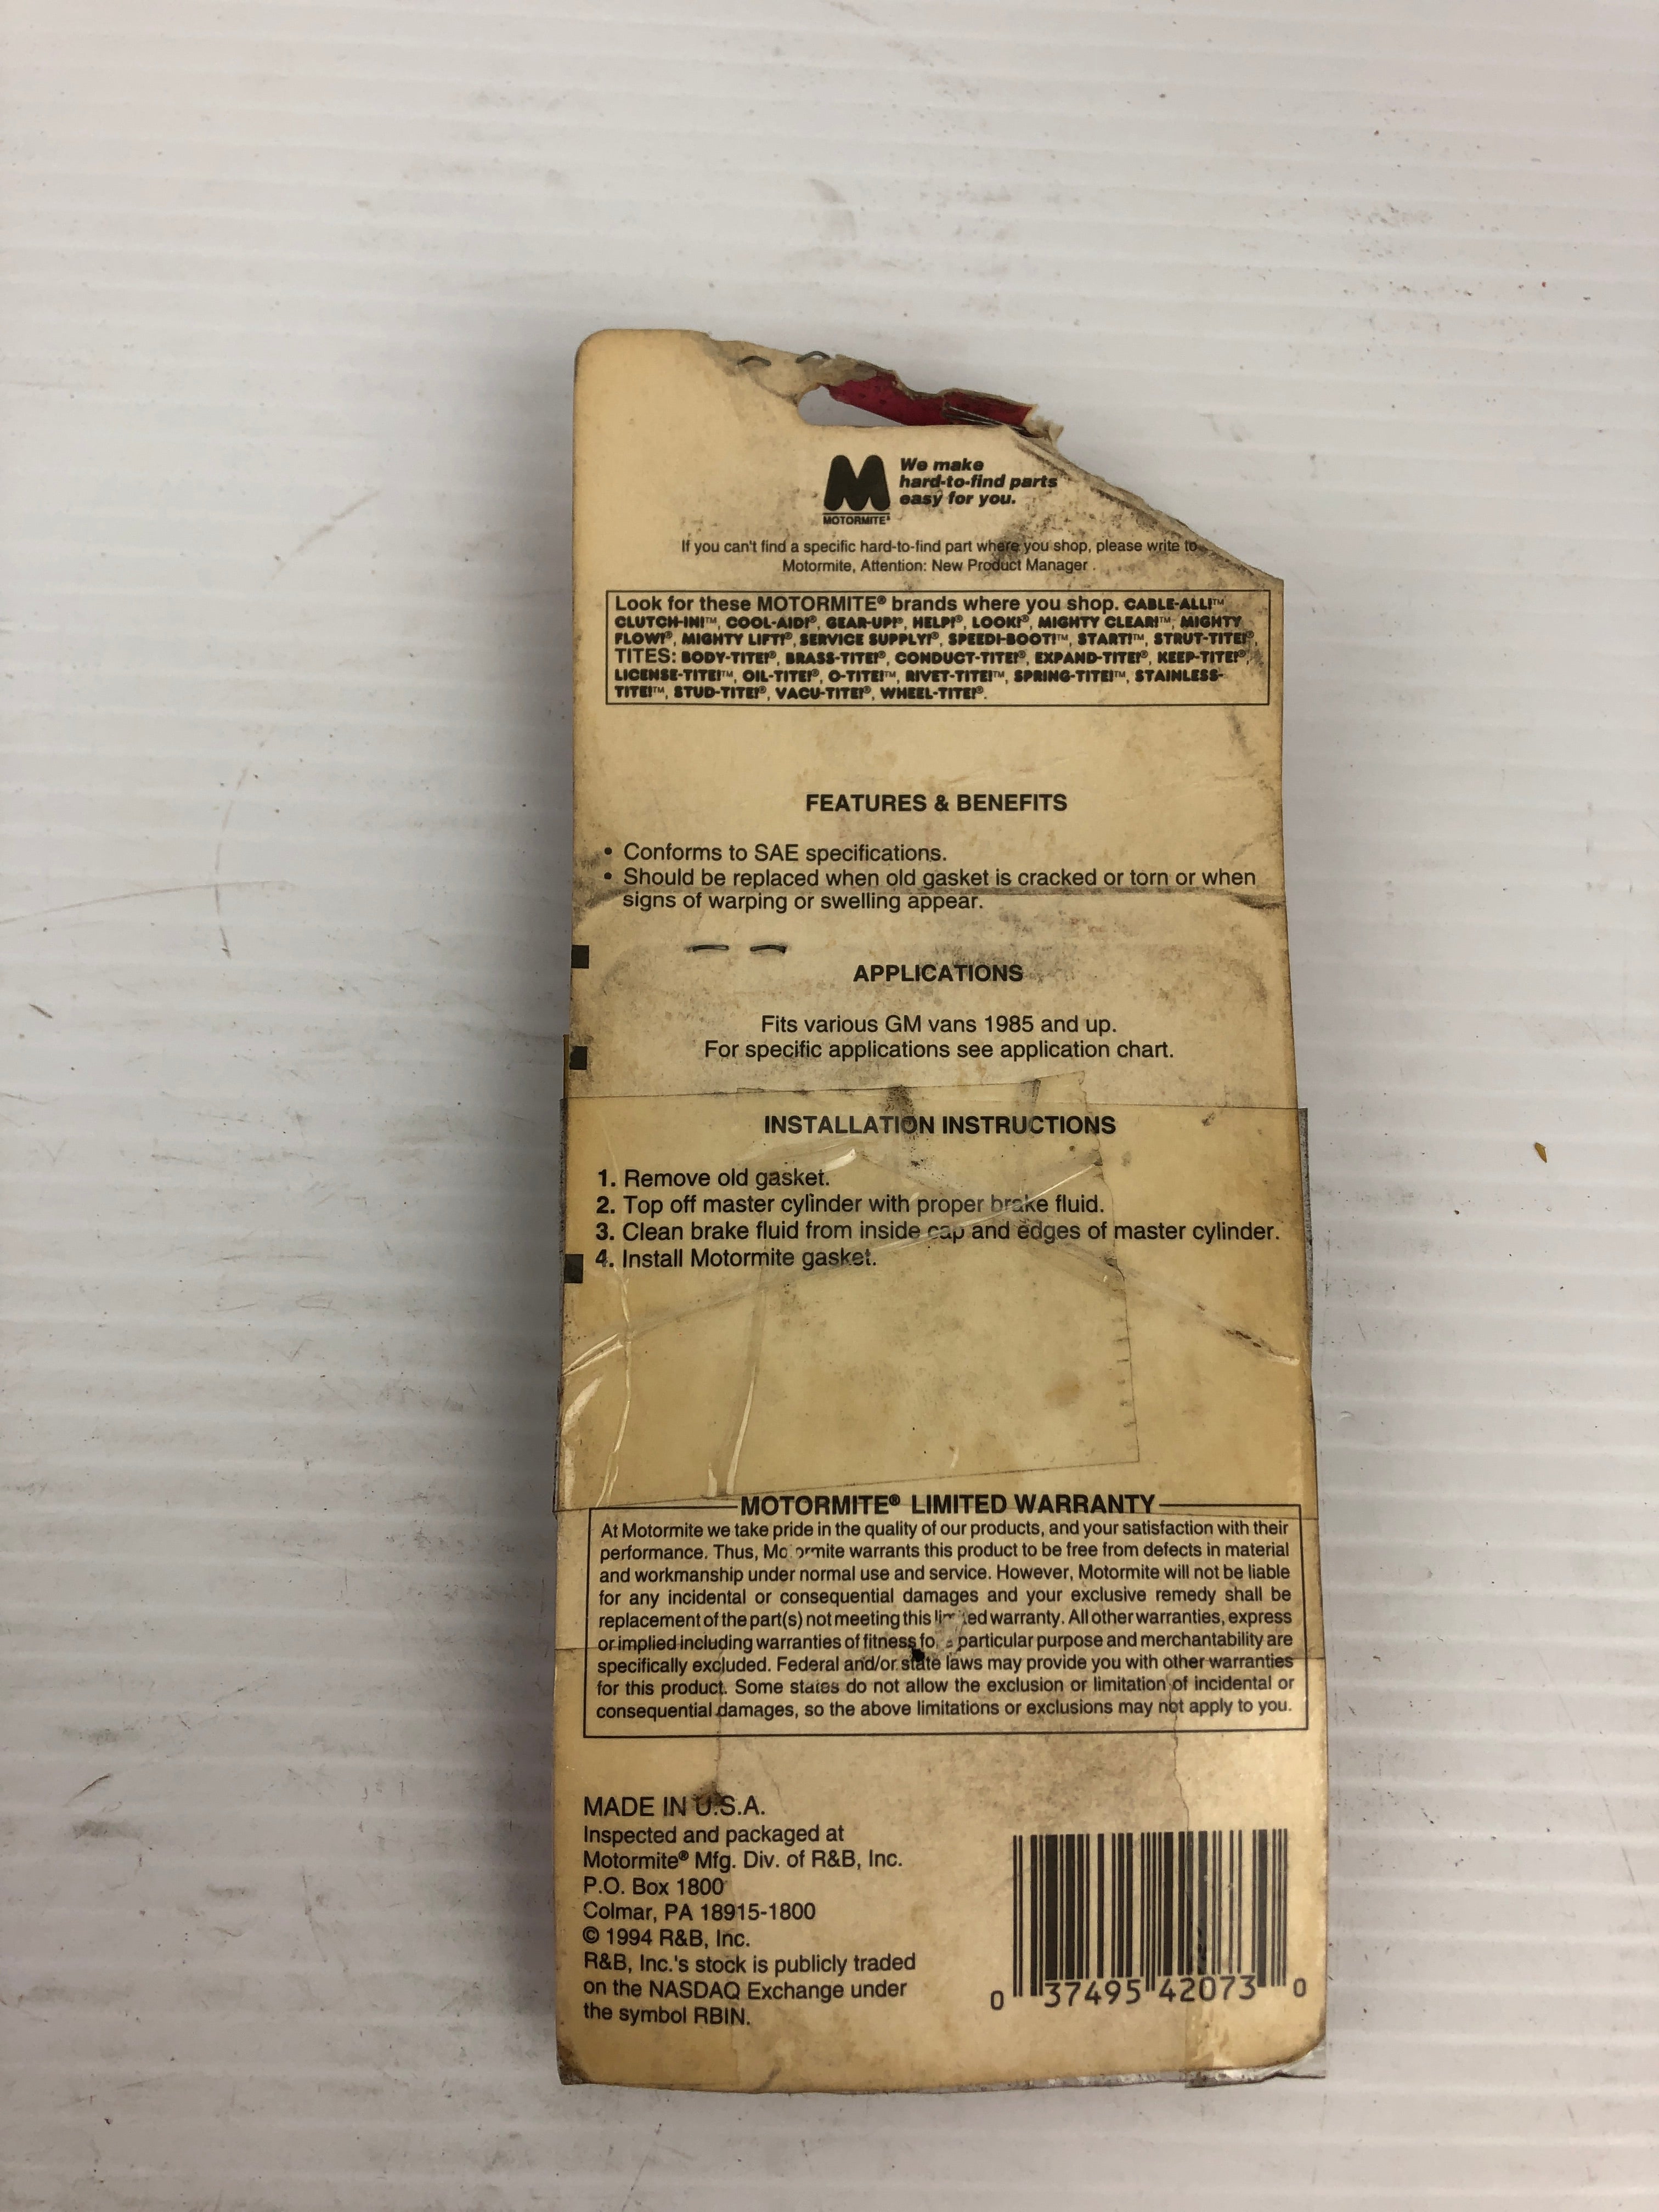 We make
hard-to-find parts
easy for you.
MOTORMITE®
If you can't find a specific hard-to-find part where you shop, please write to
Motormite, Attention: New Product Manager .
Look for these MOTORMITE® brands where you shop. CABLE-ALL!™
CLUTCH-IN!™, COOL-AID!®, GEAR-UP!®, HELP!®, LOOK!®, MIGHTY CLEAR!™, MIGHTY
FLOW!®, MIGHTY LIFT!®, SERVICE SUPPLY!®, SPEEDI-BOOT!™, START!™, STRUT-TITE!®,
TITES: BODY-TITE!®, BRASS-TITE!®, CONDUCT-TITE!®, EXPAND-TITE!®, KEEP-TITE!®,
LICENSE-TITE!™, OIL-TITE!®, O-TITE!™, RIVET-TITE!™, SPRING-TITE!™, STAINLESS-
TITE!™, STUD-TITE!®, VACU-TITE!®, WHEEL-TITE!®.
FEATURES & BENEFITS
• Conforms to SAE specifications.
• Should be replaced when old gasket is cracked or torn or when
signs of warping or swelling appear.
APPLICATIONS
Fits various GM vans 1985 and up.
For specific applications see application chart.
INSTALLATION INSTRUCTIONS
1. Remove old gasket.
2. Top off master cylinder with proper brake fluid.
3. Clean brake fluid from inside cap and edges of master cylinder.
4. Install Motormite gasket.
MOTORMITE® LIMITED WARRANTY
At Motormite we take pride in the quality of our products, and your satisfaction with their
performance. Thus, Motormite warrants this product to be free from defects in material
and workmanship under normal use and service. However, Motormite will not be liable
for any incidental or consequential damages and your exclusive remedy shall be
replacement of the part(s) not meeting this limited warranty. All other warranties, express
or implied including warranties of fitness for a particular purpose and merchantability are
specifically excluded. Federal and/or state laws may provide you with other warranties
for this product. Some states do not allow the exclusion or limitation of incidental or
consequential damages, so the above limitations or exclusions may not apply to you.
MADE IN U.S.A.
Inspected and packaged at
Motormite® Mfg. Div. of R&B, Inc.
P.O. Box 1800
Colmar, PA 18915-1800
© 1994 R&B, Inc.
R&B, Inc.'s stock is publicly traded
on the NASDAQ Exchange under
the symbol RBIN.
0 37495 42073 0